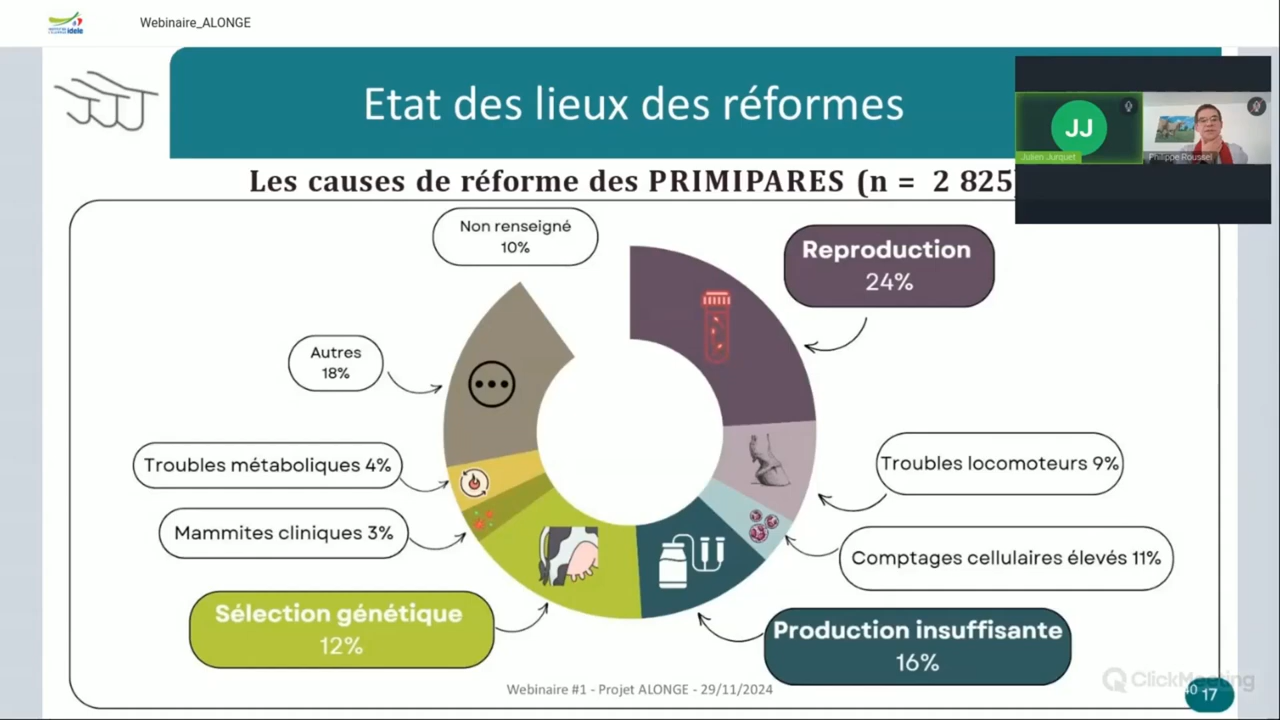 Webinaire_ALONGE
idele
Etat des lieux des réformes
JJ
Julien Jurquet
Philippe Roussel
Les causes de réforme des PRIMIPARES (n = 2 825
Non renseigné
10%
Reproduction
24%
Autres
18%
Troubles métaboliques 4%
Troubles locomoteurs 9%
Mammites cliniques 3%
Comptages cellulaires élevés 11%
Sélection génétique
12%
Production insuffisante
16%
Webinaire #1 - Projet ALONGE - 29/11/2024
ClickMeeting
17